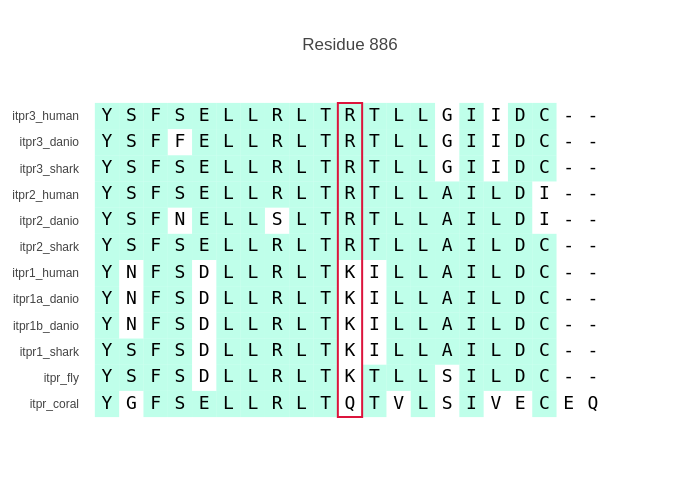 Residue 886
itpr3_human Y S F S E L L R L T R T L L G I I D C - -
itpr3_danio Y S F F E L L R L T R T L L G I I D C - -
itpr3_shark Y S F S E L L R L T R T L L G I I D C - -
itpr2_human Y S F S E L L R L T R T L L A I L D I - -
itpr2_danio Y S F N E L L S L T R T L L A I L D I - -
itpr2_shark Y S F S E L L R L T R T L L A I L D C - -
itpr1_human Y N F S D L L R L T K I L L A I L D C - -
itpr1a_danio Y N F S D L L R L T K I L L A I L D C - -
itpr1b_danio Y N F S D L L R L T K I L L A I L D C - -
itpr1_shark Y S F S D L L R L T K I L L A I L D C - -
itpr_fly Y S F S D L L R L T K T L L S I L D C - -
itpr_coral Y G F S E L L R L T Q T V L S I V E C E Q